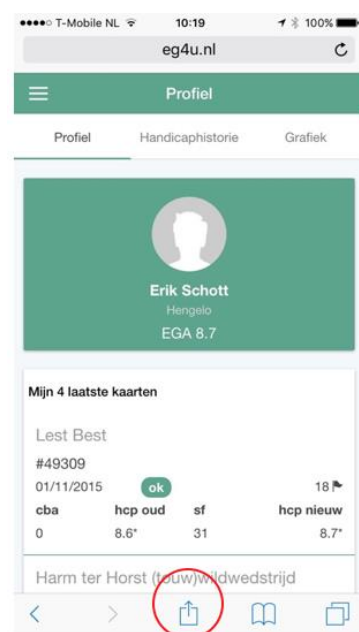 T-Mobile NL 10:19 100%
eg4u.nl
Profiel
Profiel Handicaphistorie Grafiek
Erik Schott
Hengelo
EGA 8.7
Mijn 4 laatste kaarten
Lest Best
#49309
01/11/2015 ok 18
cba hcp oud sf hcp nieuw
0 8.6* 31 8.7*
Harm ter Horst (touw)wildwedstrijd